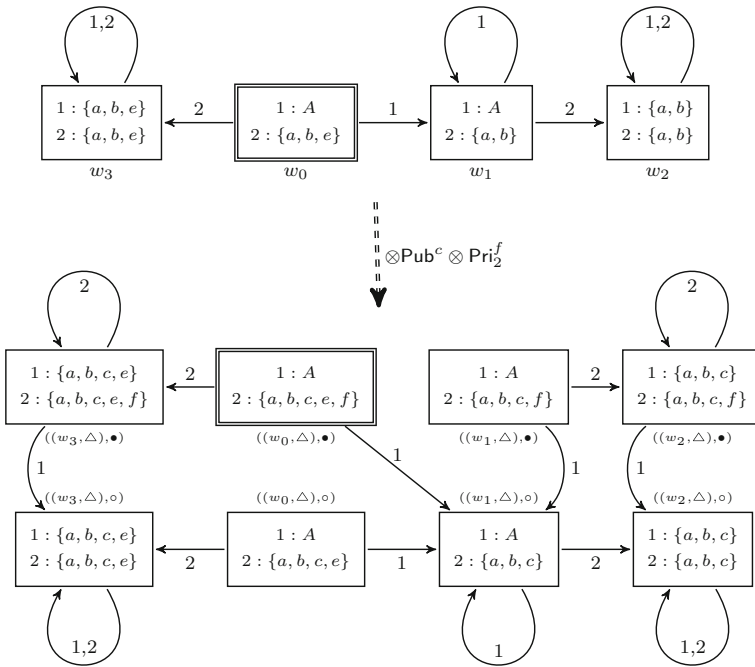 1,2 1 1,2
1 : {a, b, e} 1 : A 1 : A 1 : {a, b}
2 1 2
2 : {a, b, e} 2 : {a, b, e} 2 : {a, b} 2 : {a, b}
w₃ w₀ w₁ w₂
⊗Pubᶜ ⊗ Pri₂ᶠ
2 2
1 : {a, b, c, e} 1 : A 1 : A 1 : {a, b, c}
2 2
2 : {a, b, c, e, f} 2 : {a, b, c, e, f} 2 : {a, b, c, f} 2 : {a, b, c, f}
((w₃,△),●) ((w₀,△),●) ((w₁,△),●) ((w₂,△),●)
1 1 1 1
((w₃,△),○) ((w₀,△),○) ((w₁,△),○) ((w₂,△),○)
1 : {a, b, c, e} 1 : A 1 : A 1 : {a, b, c}
2 : {a, b, c, e} 2 : {a, b, c, e} 2 : {a, b, c} 2 : {a, b, c}
2 1 2
1,2 1 1,2